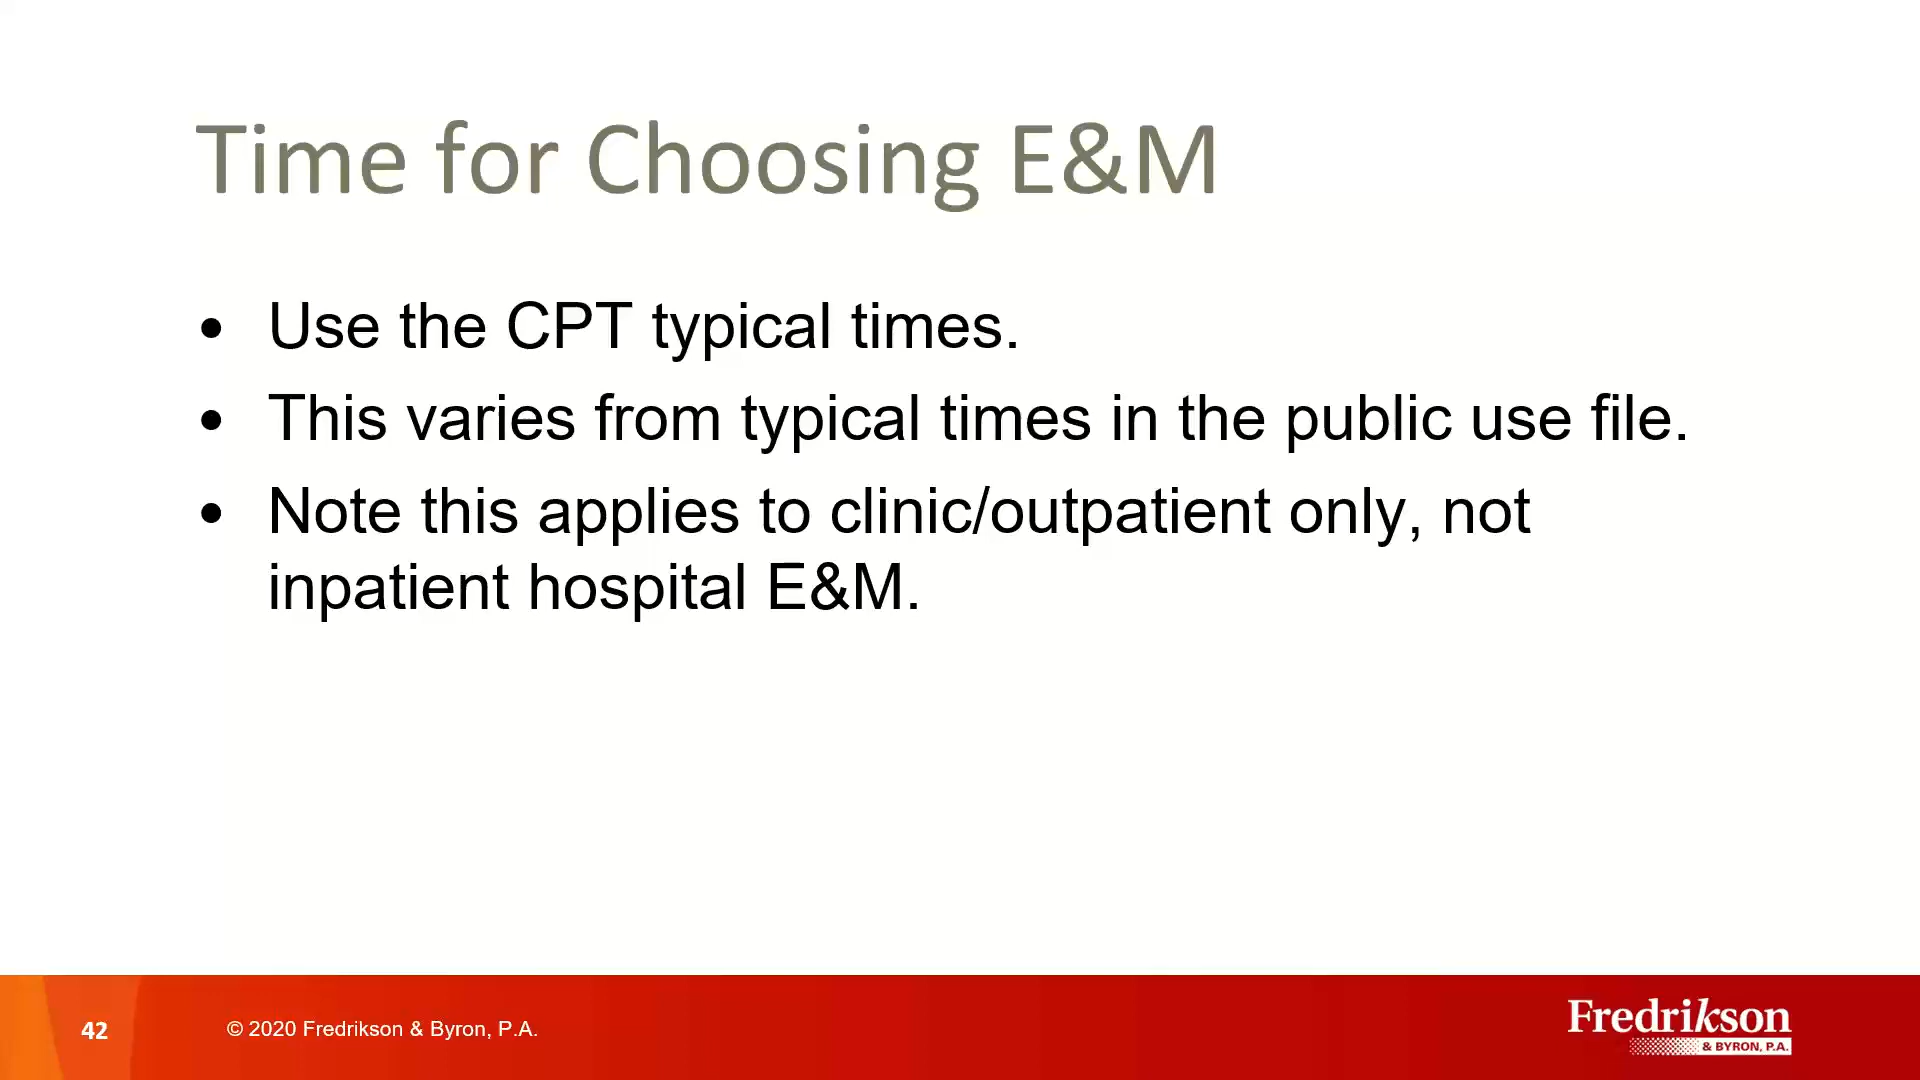 Time for Choosing E&M
• Use the CPT typical times.
• This varies from typical times in the public use file.
• Note this applies to clinic/outpatient only, not
inpatient hospital E&M.
42
© 2020 Fredrikson & Byron, P.A.
Fredrikson
& BYRON, P.A.